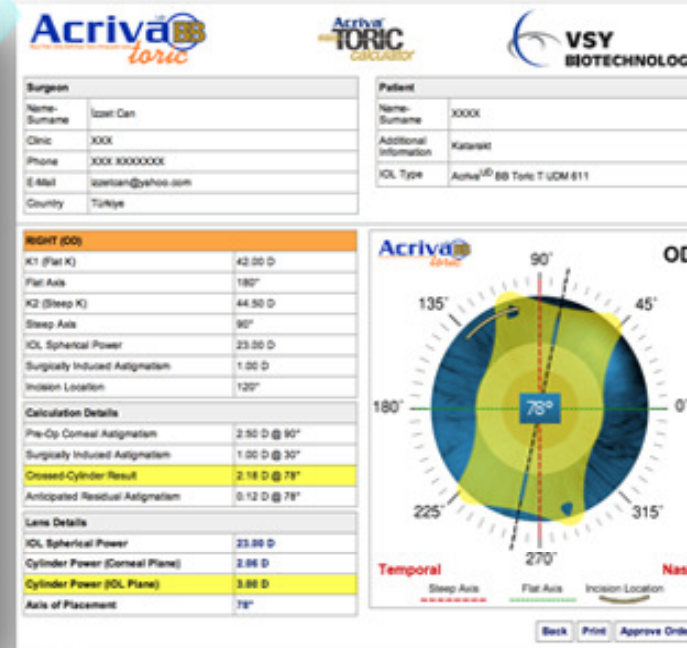 Acriva UD BB
toric
Acriva
TORIC
calculator
VSY
BIOTECHNOLOG
Surgeon
Name-Surname İzzet Can
Clinic XXX
Phone XXX XXXXXXX
E-Mail izzetcan@yahoo.com
Country Türkiye
Patient
Name-Surname XXXX
Additional Information Katarakt
IOL Type Acriva UD BB Toric T UDM 611
RIGHT (OD)
K1 (Flat K) 42.00 D
Flat Axis 180°
K2 (Steep K) 44.50 D
Steep Axis 90°
IOL Spherical Power 23.00 D
Surgically Induced Astigmatism 1.00 D
Incision Location 120°
Calculation Details
Pre-Op Corneal Astigmatism 2.50 D @ 90°
Surgically Induced Astigmatism 1.00 D @ 30°
Crossed-Cylinder Result 2.18 D @ 78°
Anticipated Residual Astigmatism 0.12 D @ 78°
Lens Details
IOL Spherical Power 23.00 D
Cylinder Power (Corneal Plane) 2.06 D
Cylinder Power (IOL Plane) 3.00 D
Axis of Placement 78°
Acriva BB
toric
OD
90°
135° 45°
180° 78° 0°
225° 315°
270°
Temporal Nas
Steep Axis Flat Axis Incision Location
Back Print Approve Orde